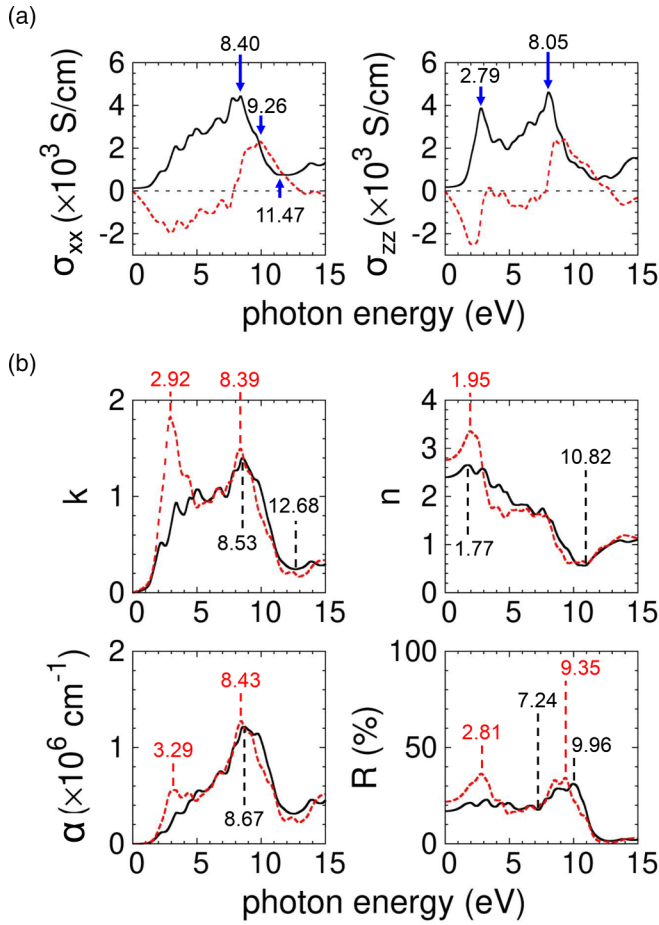 (a)
8.40
9.26
11.47
σxx (×10³ S/cm)
6
4
2
0
-2
0 5 10 15
8.05
2.79
σzz (×10³ S/cm)
6
4
2
0
-2
0 5 10 15
photon energy (eV)
(b)
2.92 8.39
12.68
8.53
k
2
1
0
0 5 10 15
1.95
10.82
1.77
n
4
3
2
1
0
0 5 10 15
3.29
8.43
8.67
α (×10⁶ cm⁻¹)
2
1
0
0 5 10 15
9.35
7.24
2.81
9.96
R (%)
100
50
0
0 5 10 15
photon energy (eV)